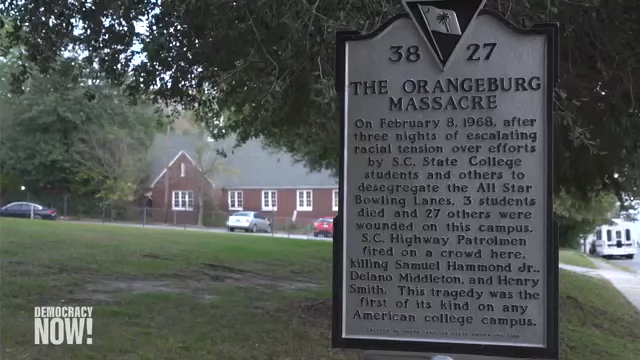 38 27
THE ORANGEBURG
MASSACRE
On February 8, 1968, after
three nights of escalating
racial tension over efforts
by S.C. State College
students and others to
desegregate the All Star
Bowling Lanes, 3 students
died and 27 others were
wounded on this campus.
S.C. Highway Patrolmen
fired on a crowd here,
killing Samuel Hammond Jr.,
Delano Middleton, and Henry
Smith. This tragedy was the
first of its kind on any
American college campus.
DEMOCRACY
NOW!